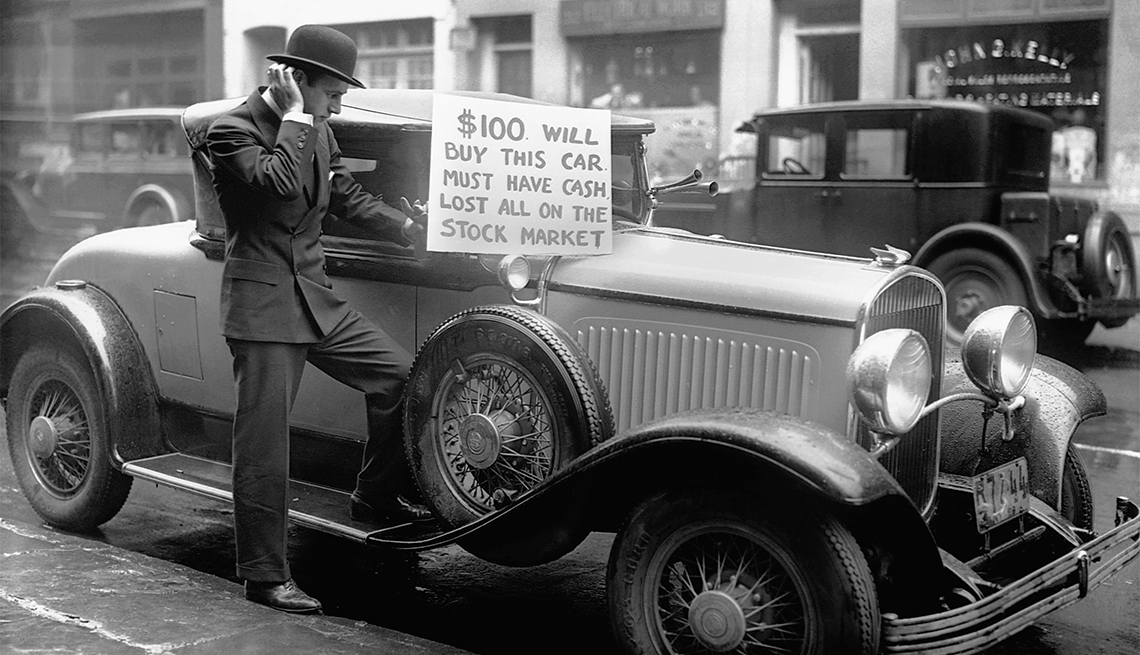 $100. WILL
BUY THIS CAR.
MUST HAVE CASH
LOST ALL ON THE
STOCK MARKET